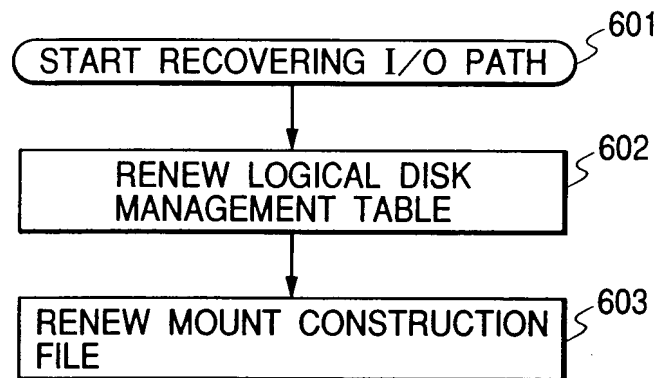 601
START RECOVERING I/O PATH
602
RENEW LOGICAL DISK
MANAGEMENT TABLE
603
RENEW MOUNT CONSTRUCTION
FILE